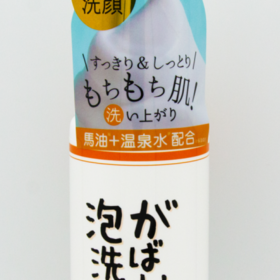 洗顔
すっきり&しっとり
もちもち肌!
洗い上がり
馬油+温泉水配合
がば
泡洗